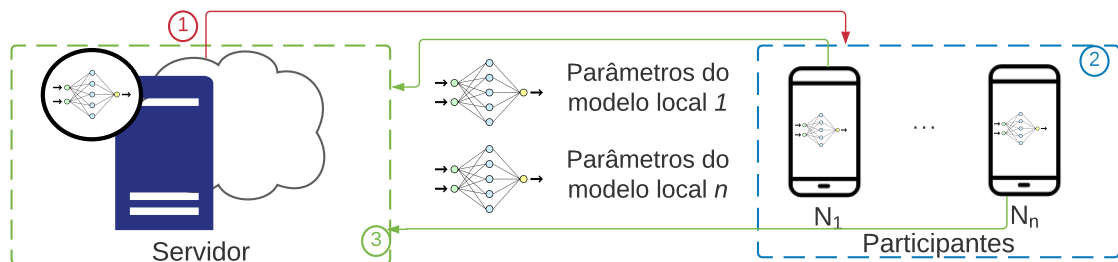 1
2
Parâmetros do
modelo local 1
...
Parâmetros do
modelo local n
N1
Nn
3
Servidor
Participantes